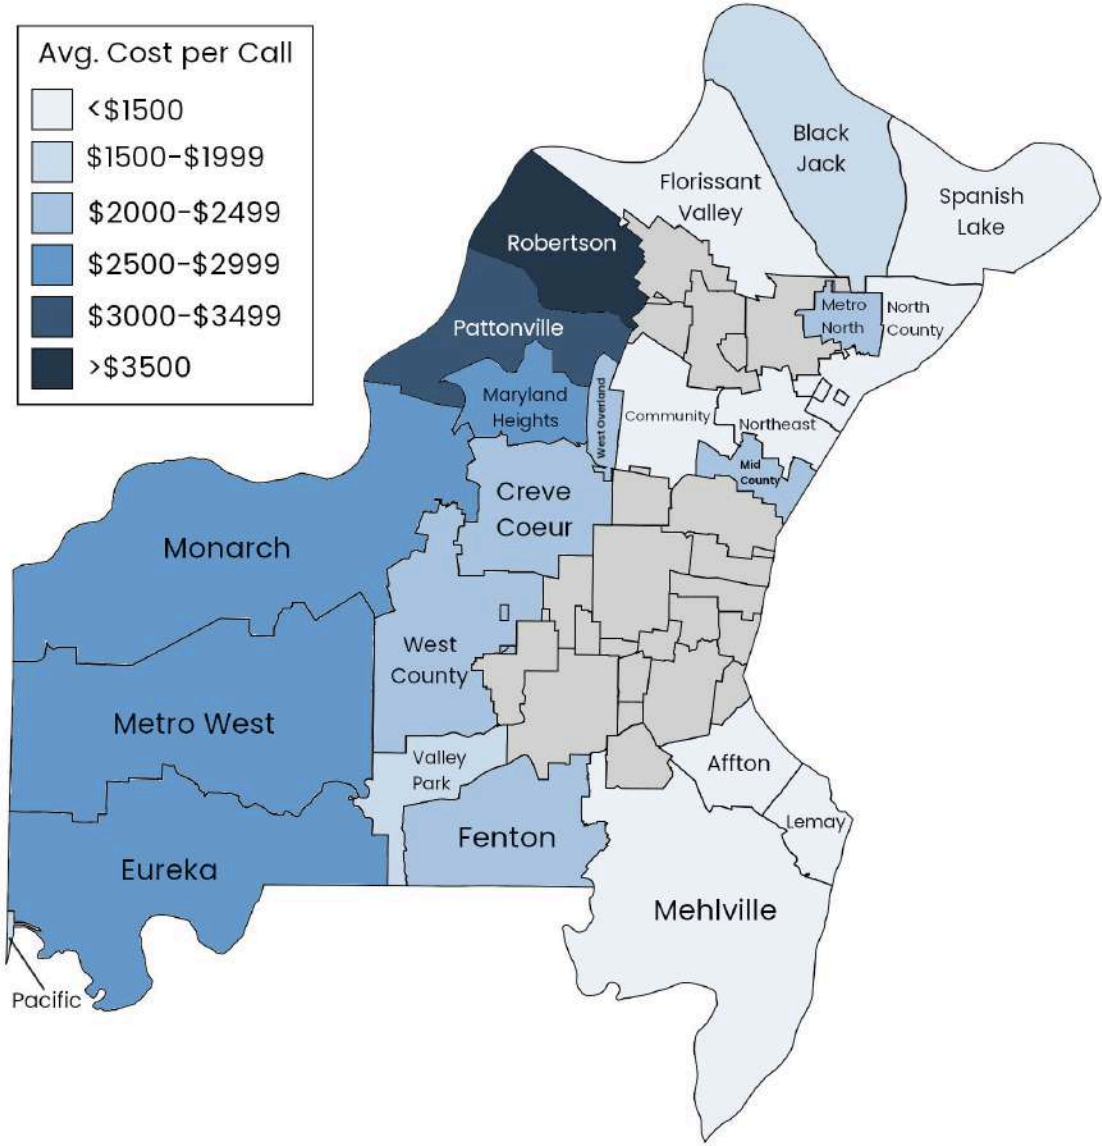 Avg. Cost per Call
<$1500
$1500-$1999
$2000-$2499
$2500-$2999
$3000-$3499
>$3500
Black
Jack
Florissant
Valley
Spanish
Lake
Robertson
Metro
North
North
County
Pattonville
Maryland
Heights
West Overland
Community
Northeast
Mid
County
Creve
Coeur
Monarch
West
County
Metro West
Valley
Park
Affton
Lemay
Fenton
Eureka
Mehlville
Pacific